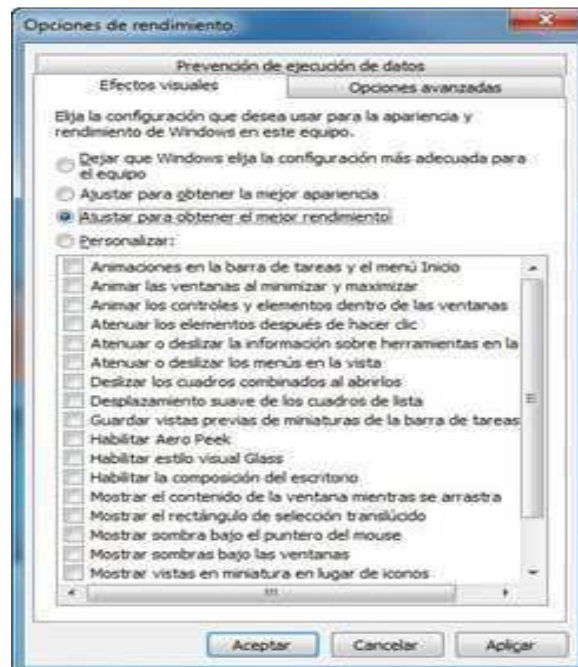 Opciones de rendimiento
Prevención de ejecución de datos
Efectos visuales
Opciones avanzadas
Elija la configuración que desea usar para la apariencia y
rendimiento de Windows en este equipo.
Dejar que Windows elija la configuración más adecuada para
el equipo
Ajustar para obtener la mejor apariencia
Ajustar para obtener el mejor rendimiento
Personalizar:
Animaciones en la barra de tareas y el menú Inicio
Animar las ventanas al minimizar y maximizar
Animar los controles y elementos dentro de las ventanas
Atenuar los elementos después de hacer clic
Atenuar o deslizar la información sobre herramientas en la
Atenuar o deslizar los menús en la vista
Deslizar los cuadros combinados al abrirlos
Desplazamiento suave de los cuadros de lista
Guardar vistas previas de miniaturas de la barra de tareas
Habilitar Aero Peek
Habilitar estilo visual Glass
Habilitar la composición del escritorio
Mostrar el contenido de la ventana mientras se arrastra
Mostrar el rectángulo de selección translúcido
Mostrar sombra bajo el puntero del mouse
Mostrar sombras bajo las ventanas
Mostrar vistas en miniatura en lugar de iconos
Aceptar
Cancelar
Aplicar